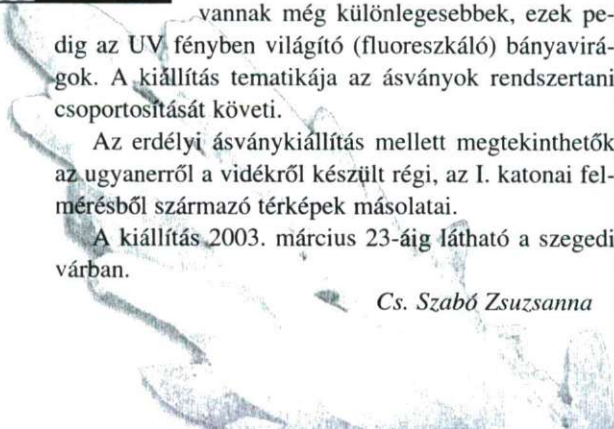 vannak még különlegesebbek, ezek pe-
dig az UV fényben világító (fluoreszkáló) bányavirá-
gok. A kiállítás tematikája az ásványok rendszertani
csoportosítását követi.
Az erdélyi ásványkiállítás mellett megtekinthetők
az ugyanerről a vidékről készült régi, az I. katonai fel-
mérésből származó térképek másolatai.
A kiállítás 2003. március 23-áig látható a szegedi
várban.
Cs. Szabó Zsuzsanna